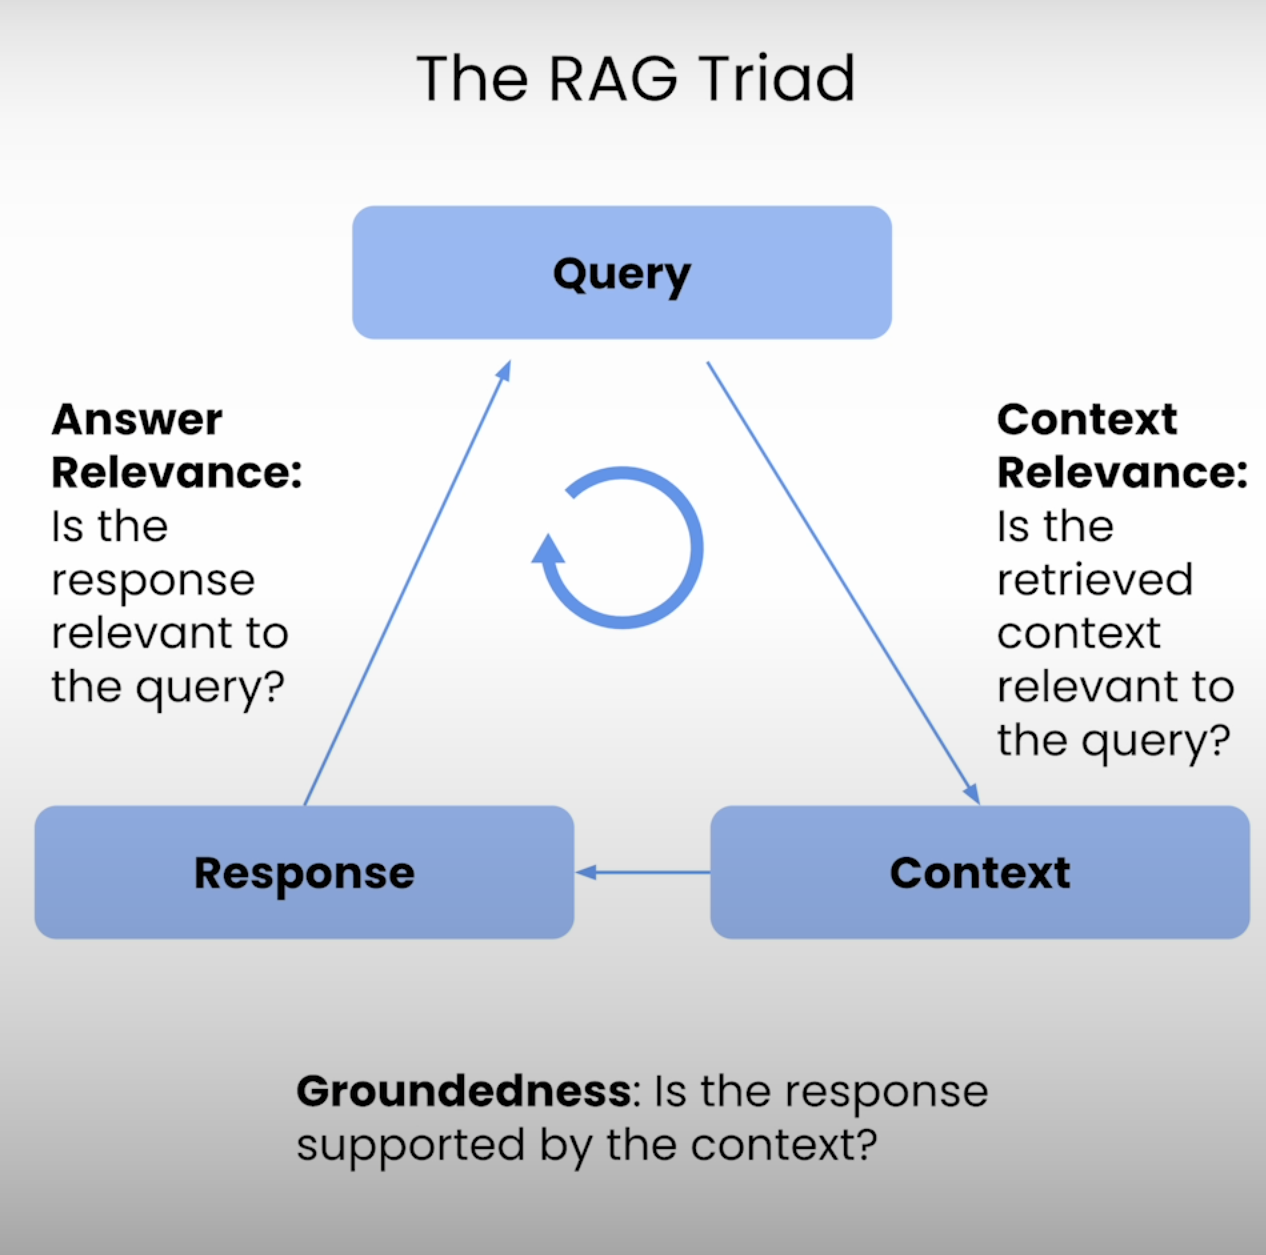 The RAG Triad
Query
Answer
Relevance:
Is the
response
relevant to
the query?
Context
Relevance:
Is the
retrieved
context
relevant to
the query?
Response
Context
Groundedness: Is the response
supported by the context?